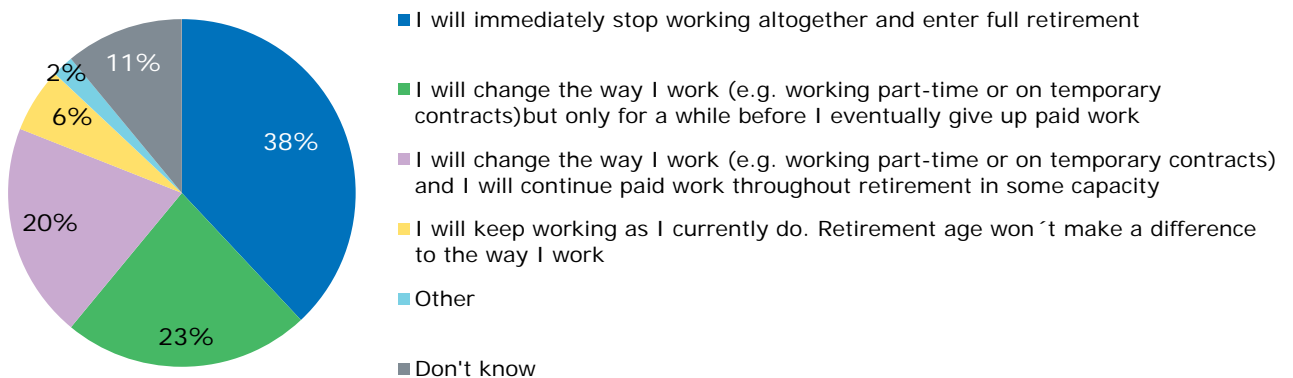 I will immediately stop working altogether and enter full retirement
11%
2%
I will change the way I work (e.g. working part-time or on temporary
contracts)but only for a while before I eventually give up paid work
6%
38%
I will change the way I work (e.g. working part-time or on temporary contracts)
and I will continue paid work throughout retirement in some capacity
20%
I will keep working as I currently do. Retirement age won´t make a difference
to the way I work
Other
23%
Don't know